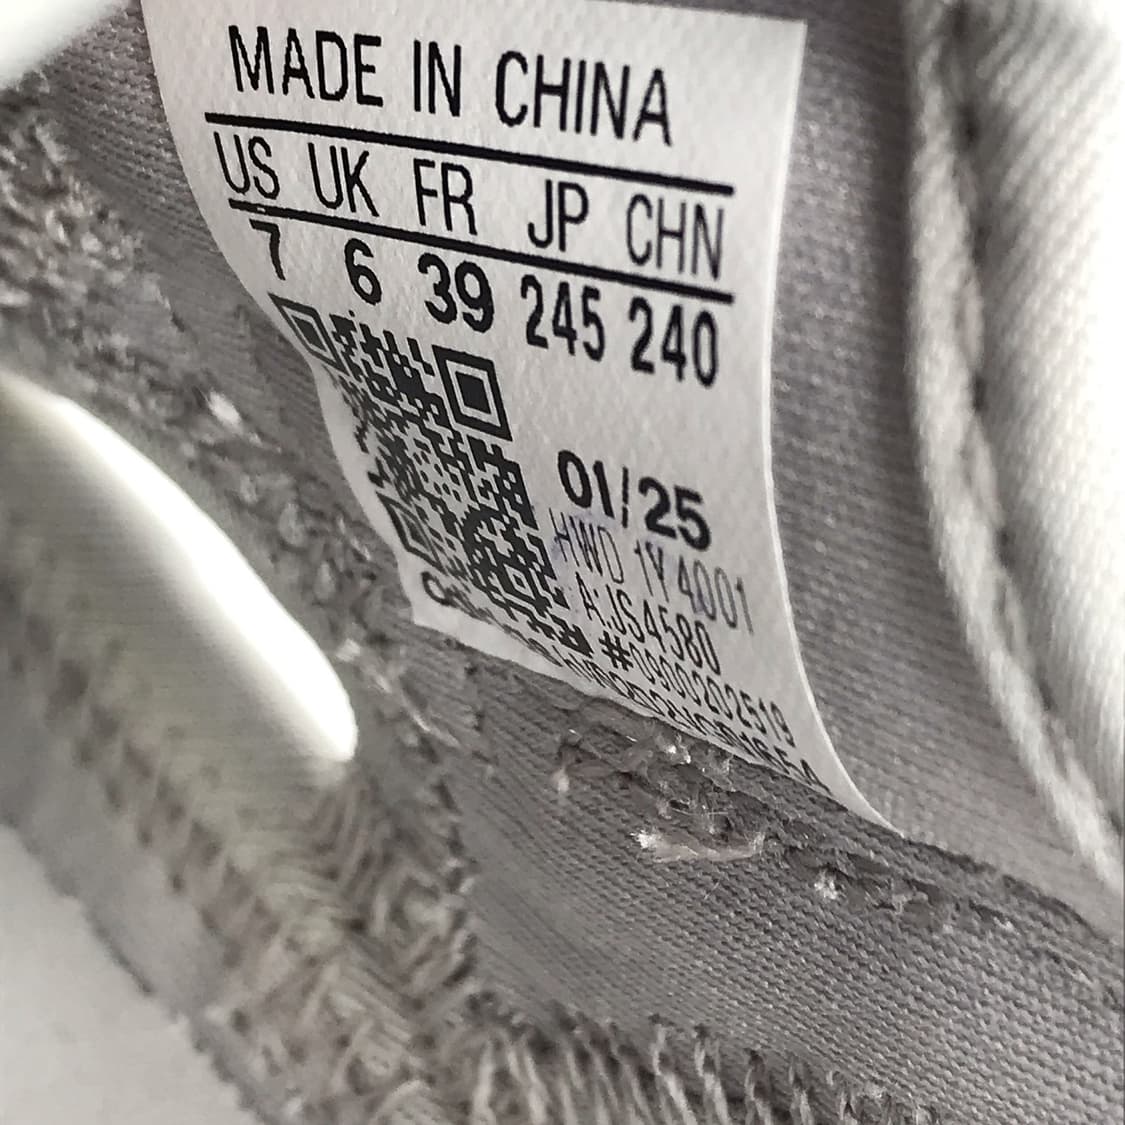 MADE IN CHINA
US UK FR JP CHN
7 6 39 245 240
01/25
HWD 1Y4001
A:JS4580
#0900202519